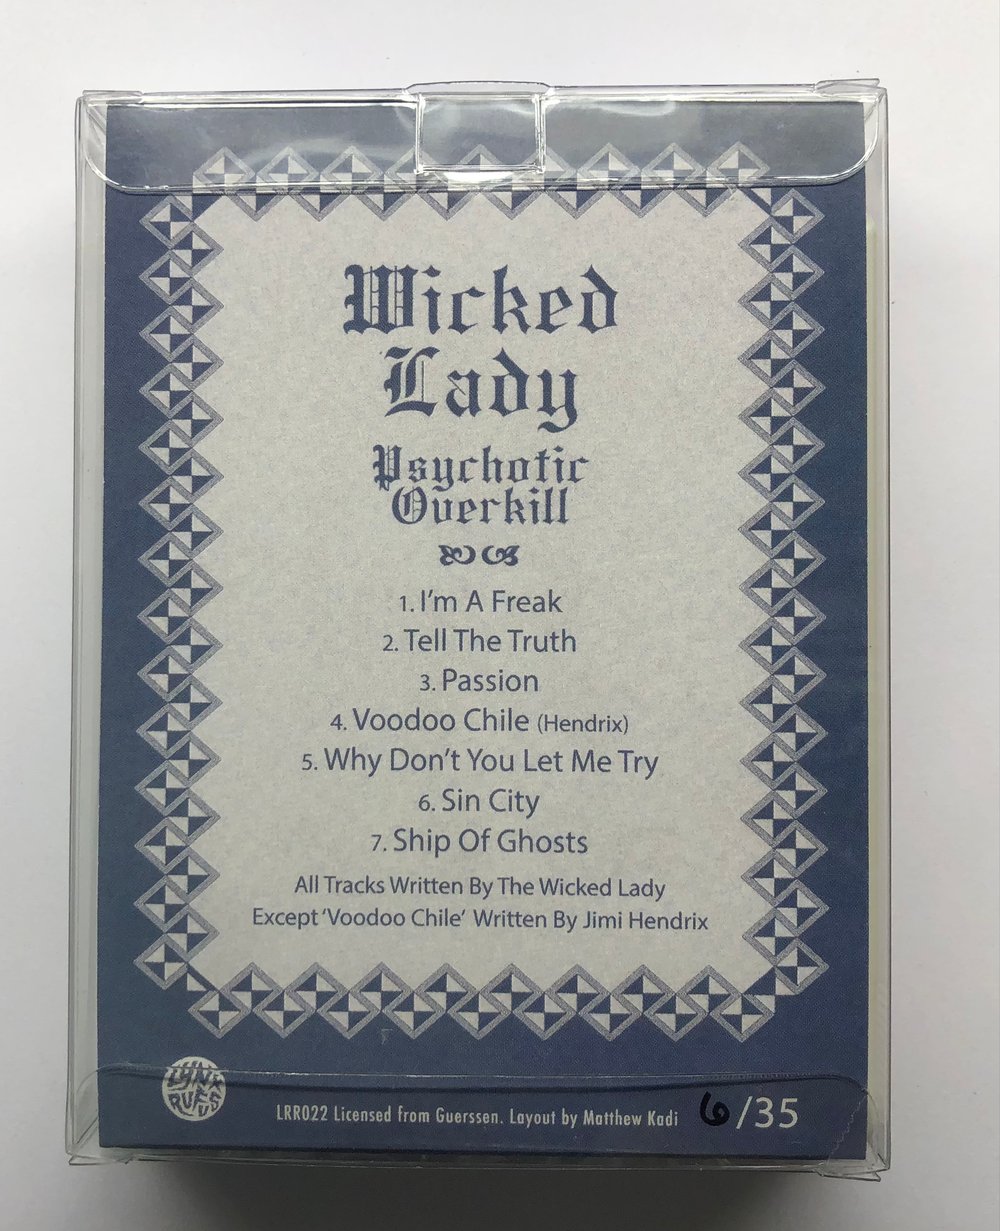 Wicked
Lady
Psychotic
Overkill
1. I'm A Freak
2. Tell The Truth
3. Passion
4. Voodoo Chile (Hendrix)
5. Why Don't You Let Me Try
6. Sin City
7. Ship Of Ghosts
All Tracks Written By The Wicked Lady
Except 'Voodoo Chile' Written By Jimi Hendrix
LYNX
RUFUS
LRR022 Licensed from Guerssen. Layout by Matthew Kadi
6/35